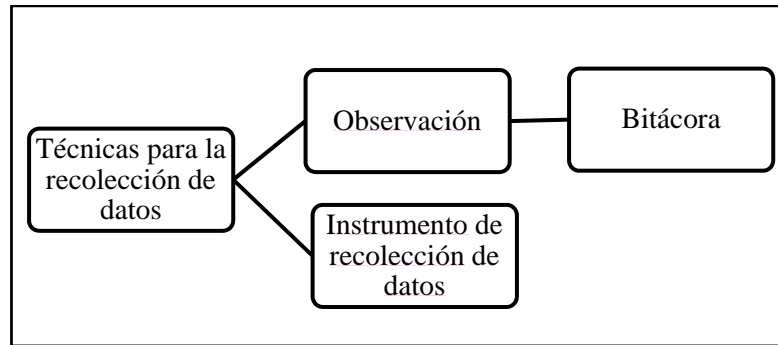 Técnicas para la
recolección de
datos
Observación
Bitácora
Instrumento de
recolección de
datos